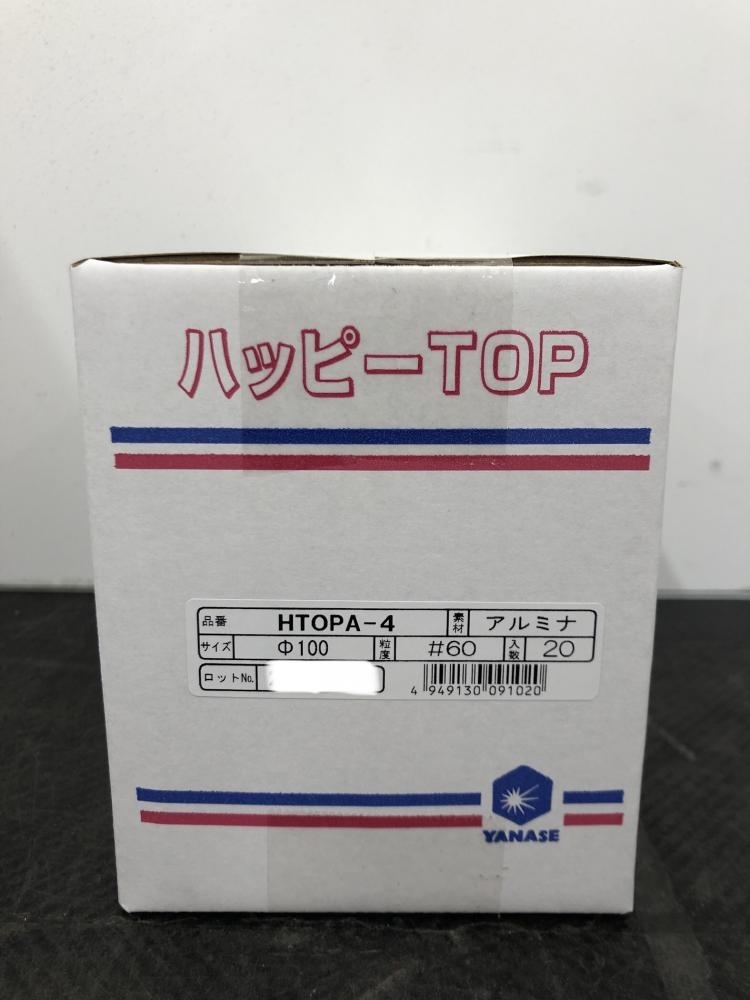 ハッピーTOP
品番 HTOPA-4 素材 アルミナ
サイズ Φ100 粒度 #60 入数 20
ロットNo.
4 949130 091020
YANASE